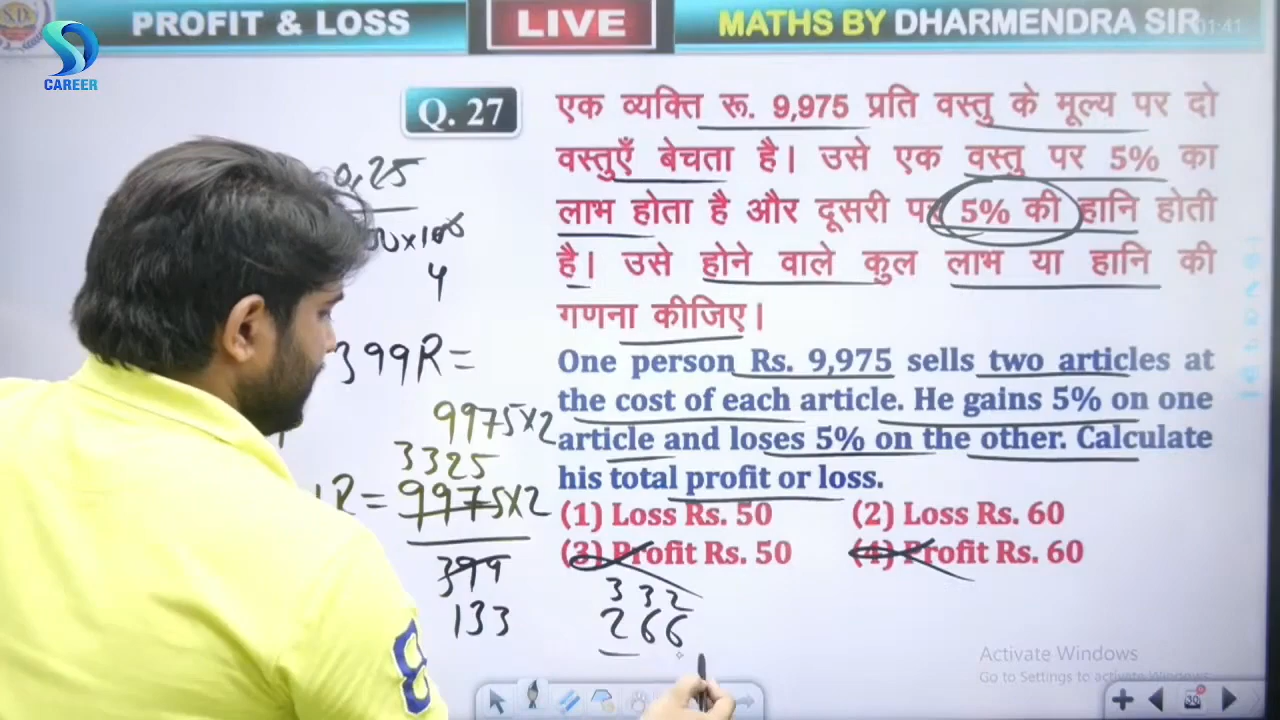 PROFIT & LOSS
LIVE
MATHS BY DHARMENDRA SIR
01:41
CAREER
Q. 27
एक व्यक्ति रू. 9,975 प्रति वस्तु के मूल्य पर दो
वस्तुएँ बेचता है। उसे एक वस्तु पर 5% का
लाभ होता है और दूसरी पर 5% की हानि होती
है। उसे होने वाले कुल लाभ या हानि की
गणना कीजिए।
One person Rs. 9,975 sells two articles at
the cost of each article. He gains 5% on one
article and loses 5% on the other. Calculate
his total profit or loss.
(1) Loss Rs. 50
(2) Loss Rs. 60
(3) Profit Rs. 50
(4) Profit Rs. 60
0.25
4
399R =
9975×2
3325
R = 9975×2
399
133
332
266
Activate Windows
Go to Settings to activate Windows.